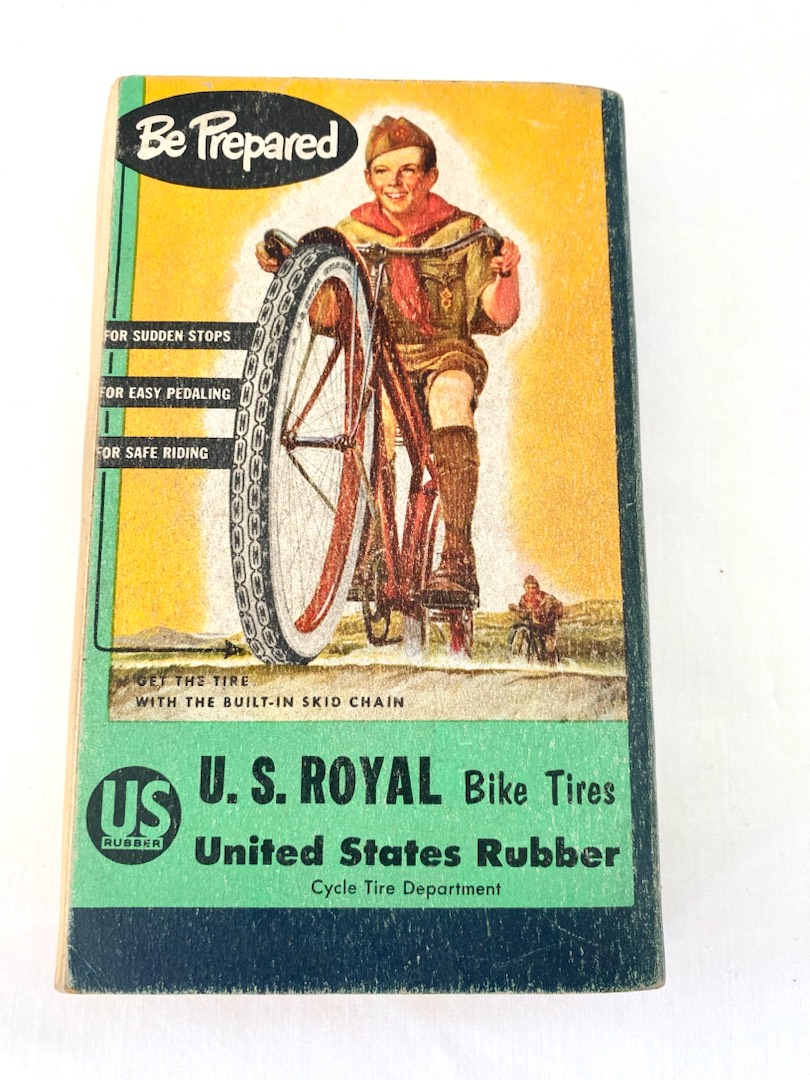 Be Prepared
FOR SUDDEN STOPS
FOR EASY PEDALING
FOR SAFE RIDING
GET THE TIRE
WITH THE BUILT-IN SKID CHAIN
US
RUBBER
U. S. ROYAL Bike Tires
United States Rubber
Cycle Tire Department